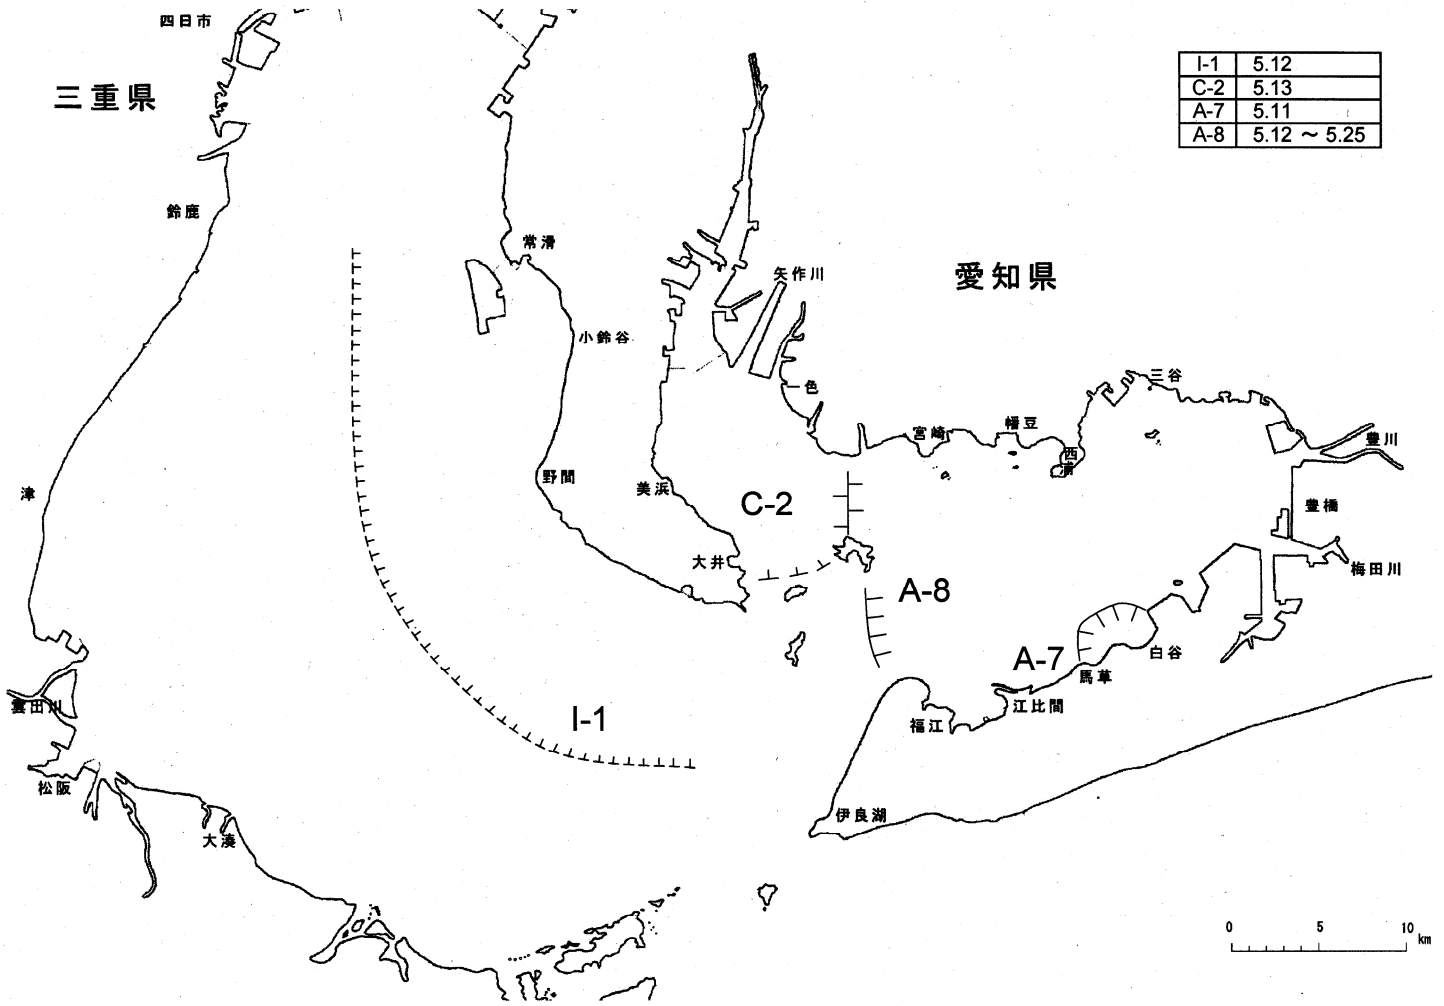 四日市
三重県
I-1 5.12
C-2 5.13
A-7 5.11
A-8 5.12 ～ 5.25
鈴鹿
常滑
矢作川
愛知県
小鈴谷
一色
三谷
宮崎
幡豆
豊川
西浦
野間
美浜
津
C-2
豊橋
大井
梅田川
A-8
A-7
白谷
馬草
雲出川
江比間
I-1
福江
松阪
伊良湖
大湊
0 5 10 km